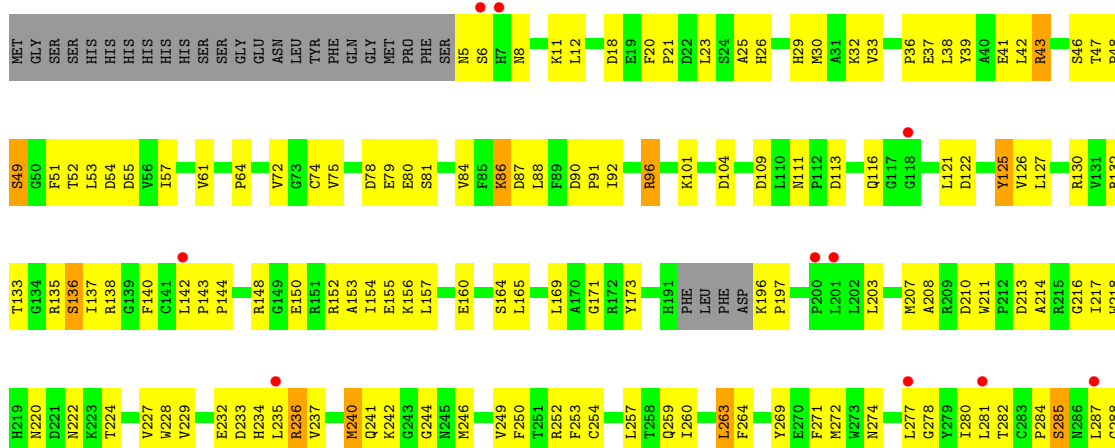 MET GLY SER SER HIS HIS HIS HIS HIS HIS SER SER GLY GLU ASN LEU TYR PHE GLN GLY MET PRO PHE SER N5 S6 H7 N8 K11 L12 D18 E19 F20 P21 D22 L23 S24 A25 H26 H29 M30 A31 K32 V33 P36 E37 L38 Y39 A40 E41 L42 R43 S46 T47
S49 G50 F51 T52 L53 D54 D55 V56 I57 V61 P64 V72 G73 C74 V75 D78 E79 E80 S81 V84 F85 K86 D87 L88 F89 D90 P91 I92 R96 K101 D104 D109 L110 N111 P112 D113 Q116 G117 G118 L121 D122 Y125 V126 L127 R130 V131
T133 G134 R135 S136 I137 R138 G139 F140 C141 L142 P143 P144 R148 G149 E150 R151 R152 A153 I154 E155 K156 L157 E160 S164 L165 L169 A170 G171 R172 Y173 H191 PHE LEU PHE ASP K196 P197 P200 L201 L202 L203 M207 A208 R209 D210 W211 P212 D213 A214 R215 G216 I217
H219 N220 D221 N222 K223 T224 V227 W228 V229 E232 D233 H234 L235 R236 V237 M240 Q241 K242 G243 G244 N245 M246 V249 F250 T251 R252 F253 C254 L257 T258 Q259 I260 L263 F264 Y269 E270 F271 M272 W273 N274 L277 G278 Y279 I280 L281 T282 C283 P284 S285 N286 L287